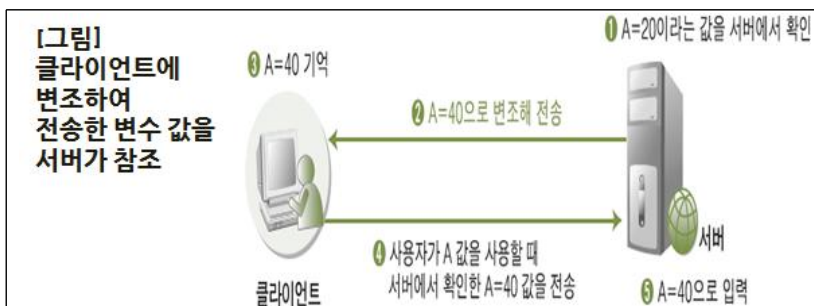 [그림]
클라이언트에
변조하여
전송한 변수 값을
서버가 참조
❶ A=20이라는 값을 서버에서 확인
❸ A=40 기억
❷ A=40으로 변조해 전송
❹ 사용자가 A 값을 사용할 때
서버에서 확인한 A=40 값을 전송
클라이언트
서버
❺ A=40으로 입력